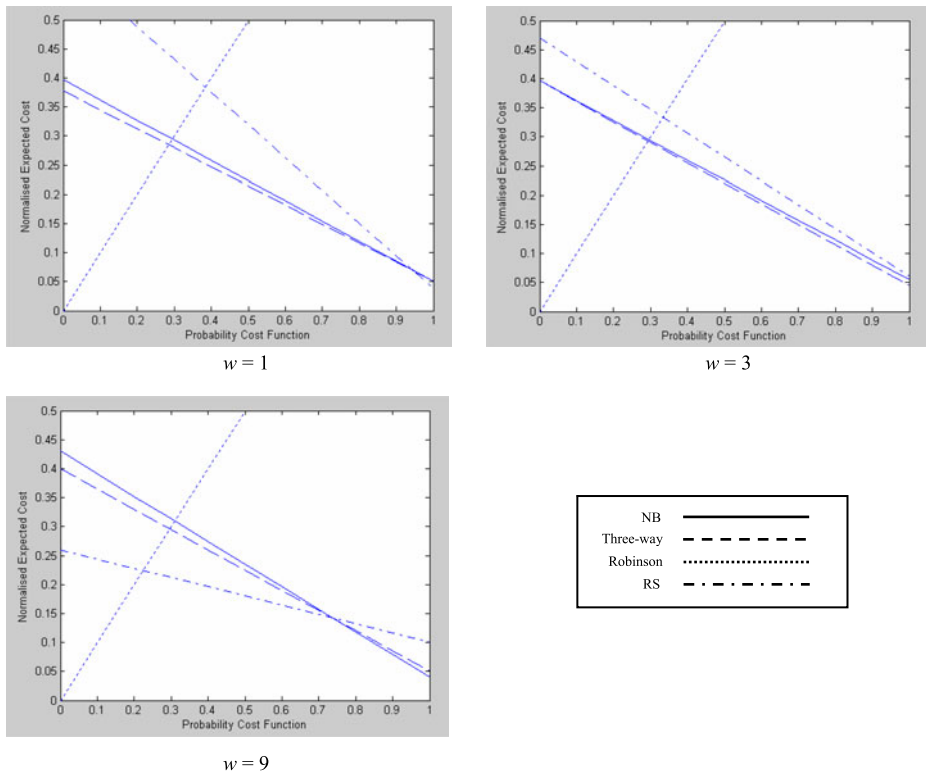 0.5
0.45
0.4
0.35
0.3
0.25
0.2
0.15
0.1
0.05
0
Normalised Expected Cost
0 0.1 0.2 0.3 0.4 0.5 0.6 0.7 0.8 0.9 1
Probability Cost Function
w = 1
0.5
0.45
0.4
0.35
0.3
0.25
0.2
0.15
0.1
0.05
0
Normalised Expected Cost
0 0.1 0.2 0.3 0.4 0.5 0.6 0.7 0.8 0.9 1
Probability Cost Function
w = 3
0.5
0.45
0.4
0.35
0.3
0.25
0.2
0.15
0.1
0.05
0
Normalised Expected Cost
0 0.1 0.2 0.3 0.4 0.5 0.6 0.7 0.8 0.9 1
Probability Cost Function
w = 9
NB
Three-way
Robinson
RS